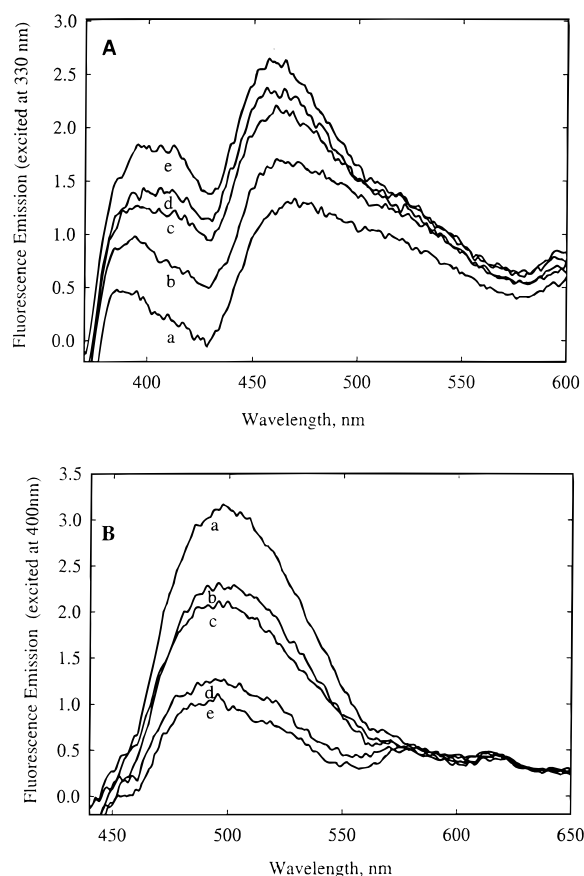 A
Fluorescence Emission (excited at 330 nm)
3.0
2.5
2.0
1.5
1.0
0.5
0.0
e
d
c
b
a
400 450 500 550 600
Wavelength, nm
B
Fluorescence Emission (excited at 400nm)
3.5
3.0
2.5
2.0
1.5
1.0
0.5
0.0
a
b
c
d
e
450 500 550 600 650
Wavelength, nm